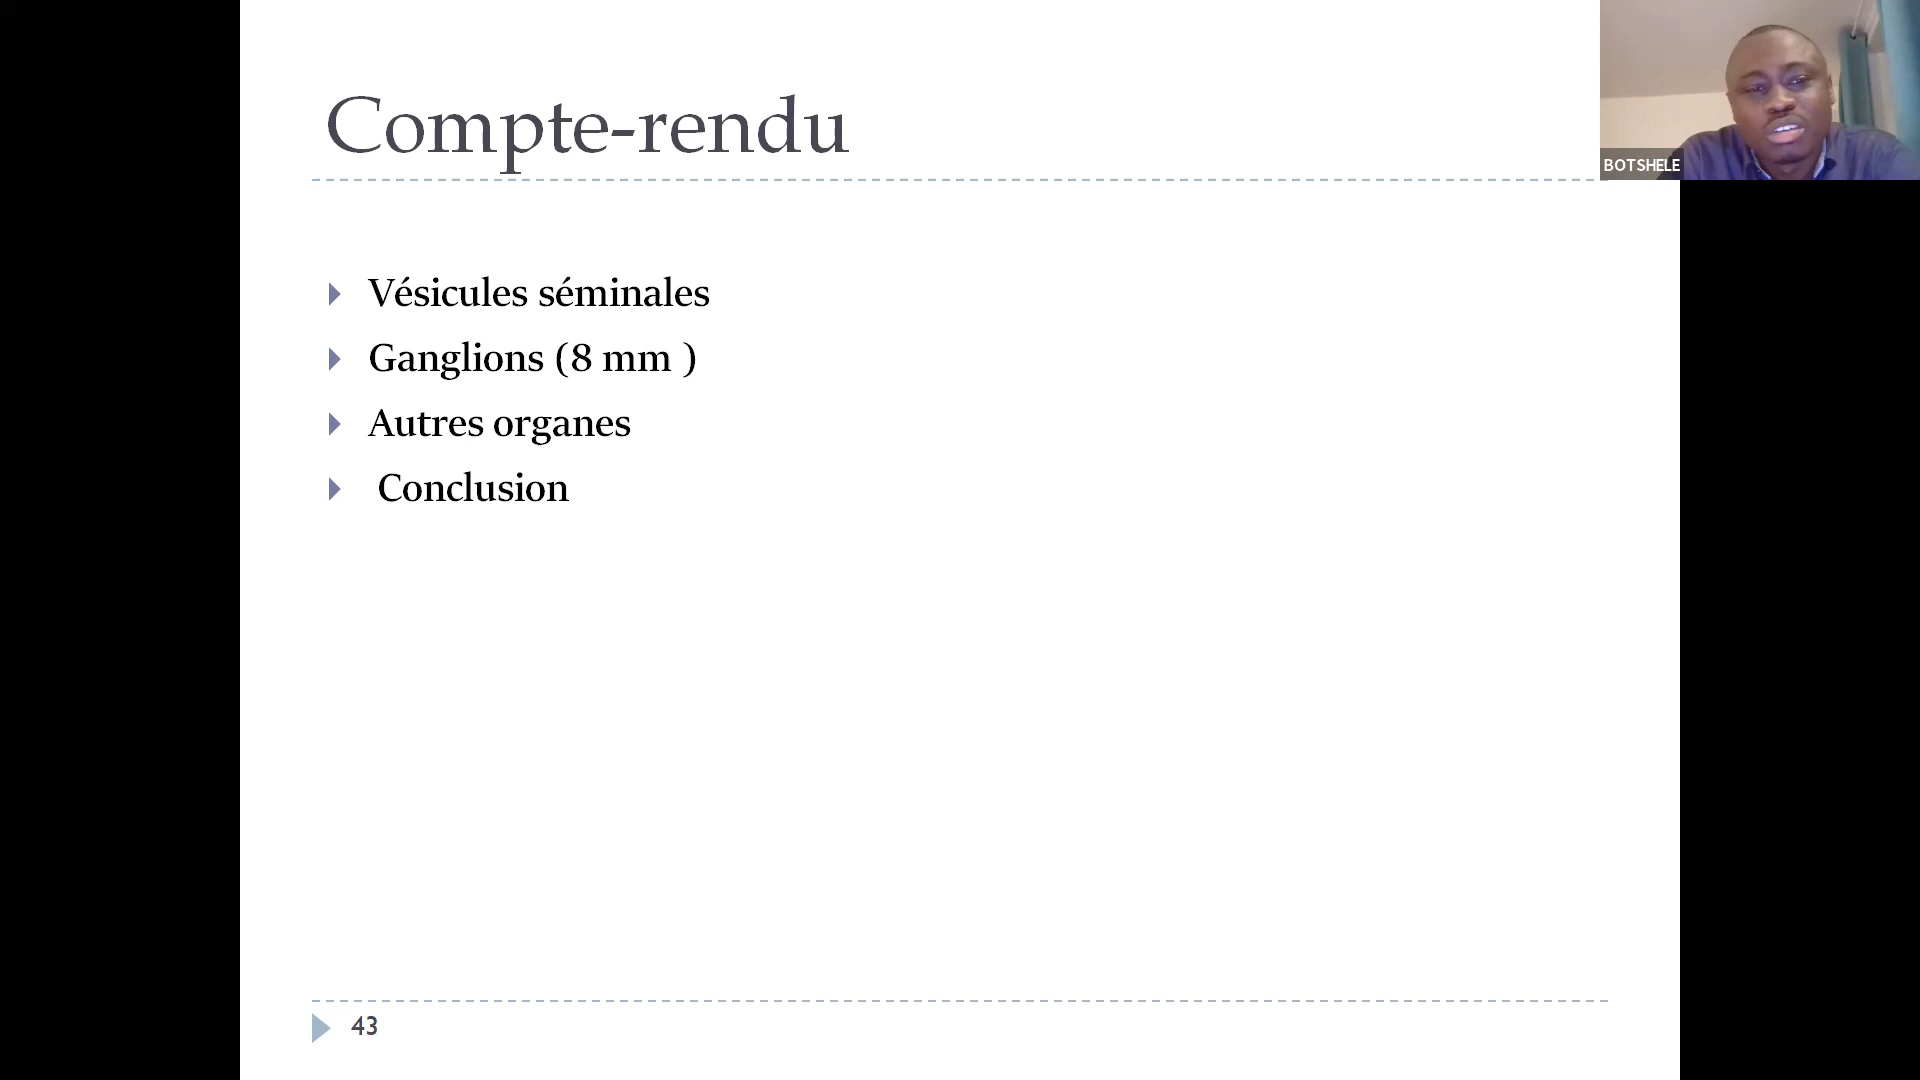 Compte-rendu
BOTSHELE
Vésicules séminales
Ganglions (8 mm )
Autres organes
Conclusion
43